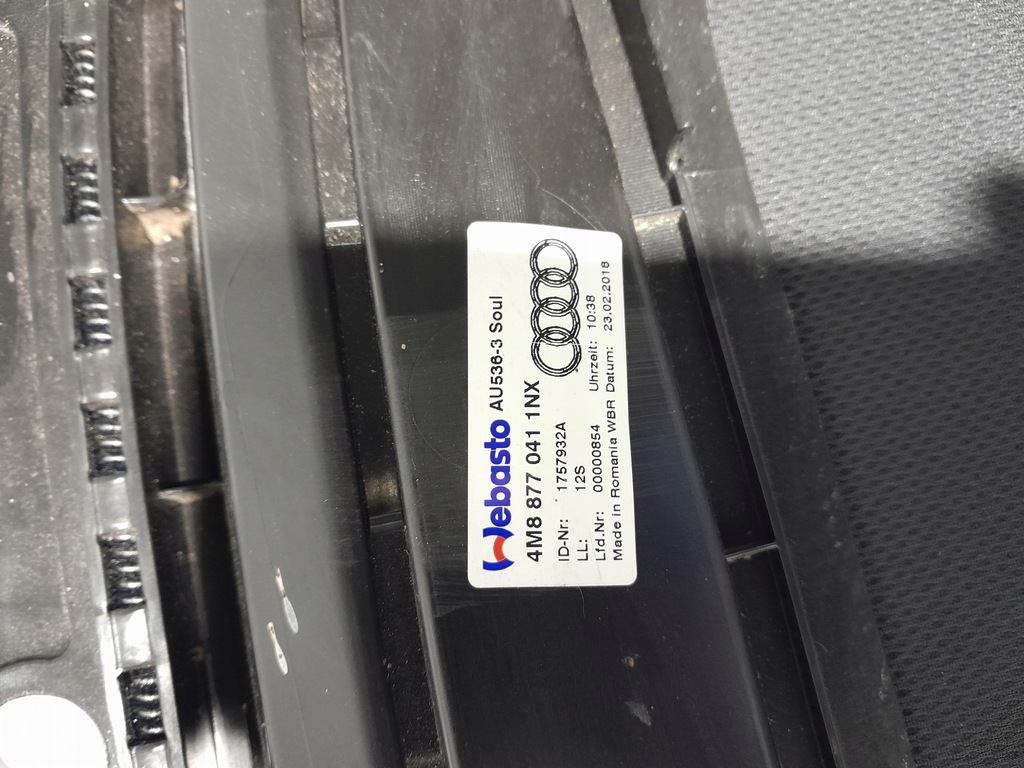 Webasto AU536-3 Soul
4M8 877 041 1NX
ID-Nr: 1757932A
LL: 12S Uhrzeit: 10:38
Lfd.Nr: 00000854
Made in Romania WBR Datum: 23.02.2018